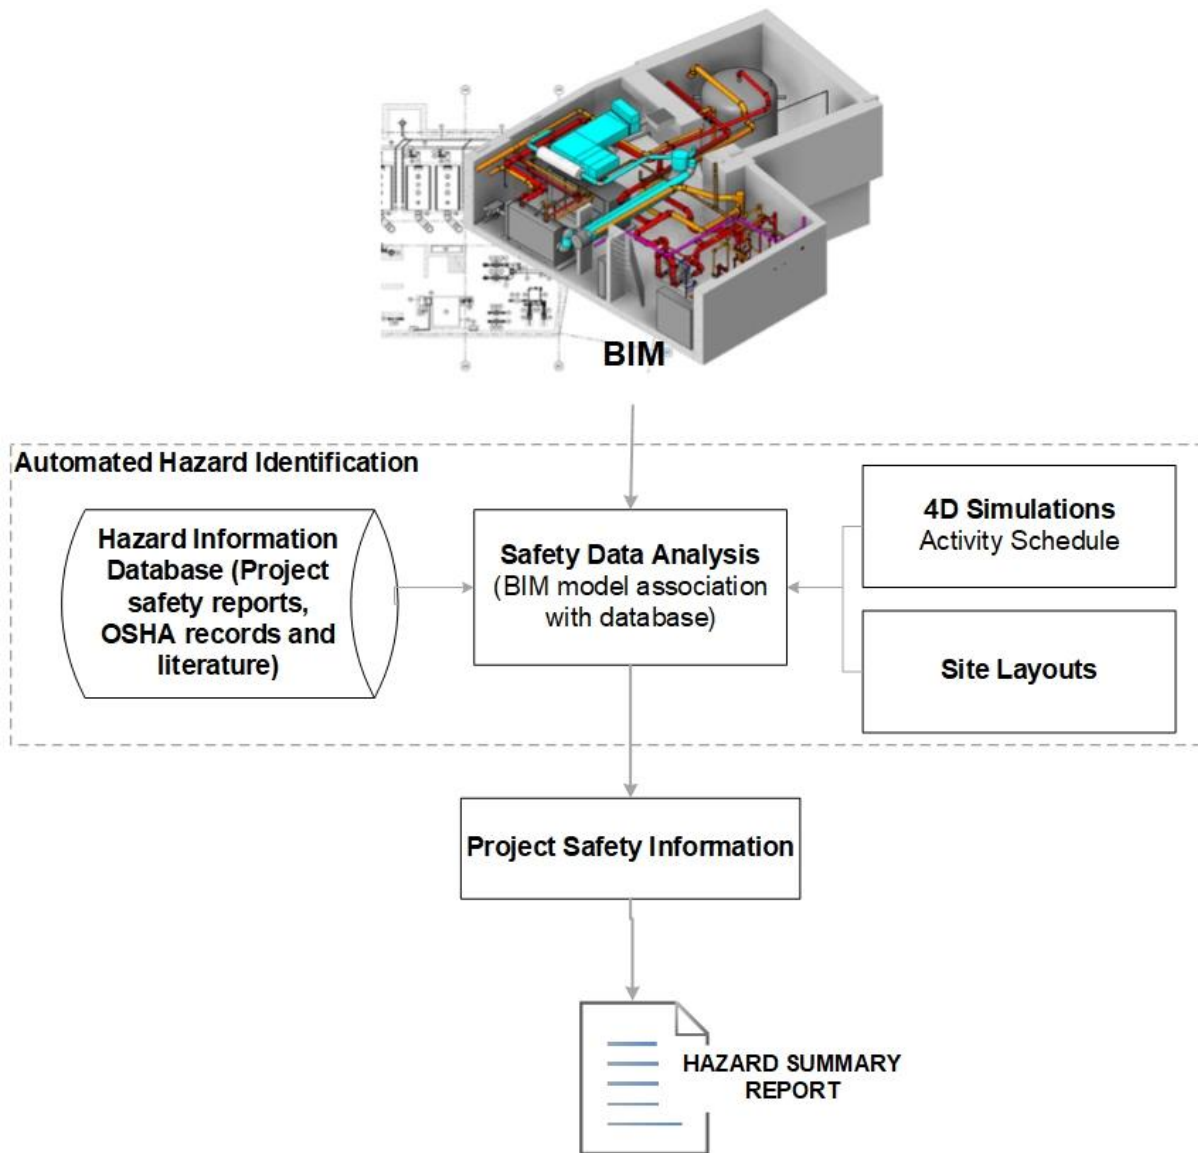 BIM
Automated Hazard Identification
Hazard Information
Database (Project
safety reports,
OSHA records and
literature)
Safety Data Analysis
(BIM model association
with database)
4D Simulations
Activity Schedule
Site Layouts
Project Safety Information
HAZARD SUMMARY
REPORT